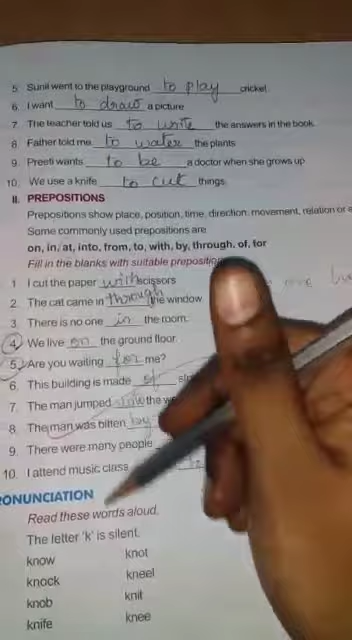 5. Sunil went to the playground to play cricket.
6. I want to draw a picture
7. The teacher told us to write the answers in the book.
8. Father told me to water the plants
9. Preeti wants to be a doctor when she grows up
10. We use a knife to cut things.
II. PREPOSITIONS
Prepositions show place, position, time, direction, movement, relation or
Some commonly used prepositions are
on, in, at, into, from, to, with, by, through, of, for
Fill in the blanks with suitable
1 I cut the paper with scissors
2. The cat came in through the window
3. There is no one in the room.
4. We live on the ground floor.
5. Are you waiting for me?
6. This building is made of
7. The man jumped the
8. The man was bitten by
9. There were many people
10. I attend music class
Read these words aloud.
The letter 'k' is silent.
know knot
knock kneel
knob knit
knife knee